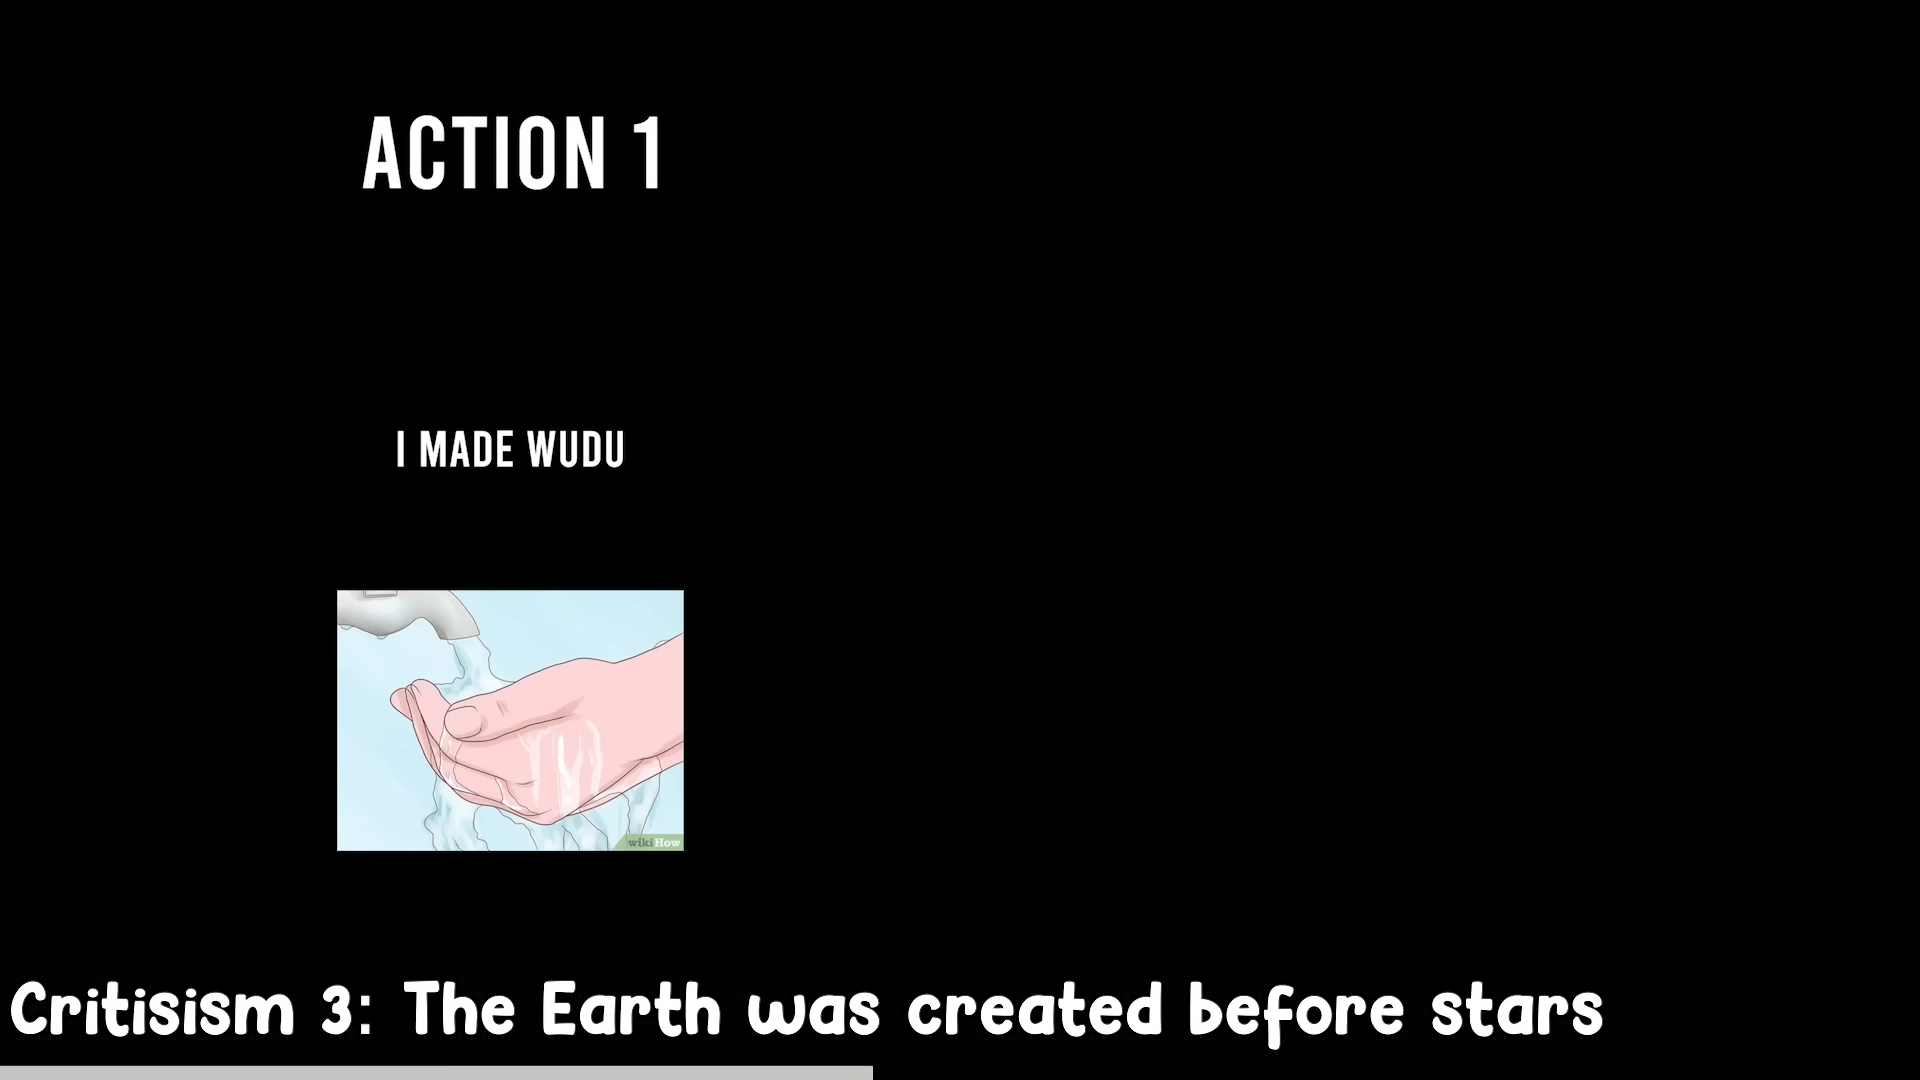 ACTION 1
I MADE WUDU
wikiHow
Critisism 3: The Earth was created before stars